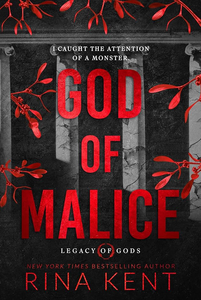 I CAUGHT THE ATTENTION
OF A MONSTER.
GOD
OF
MALICE
LEGACY OF GODS
NEW YORK TIMES BESTSELLING AUTHOR
RINA KENT